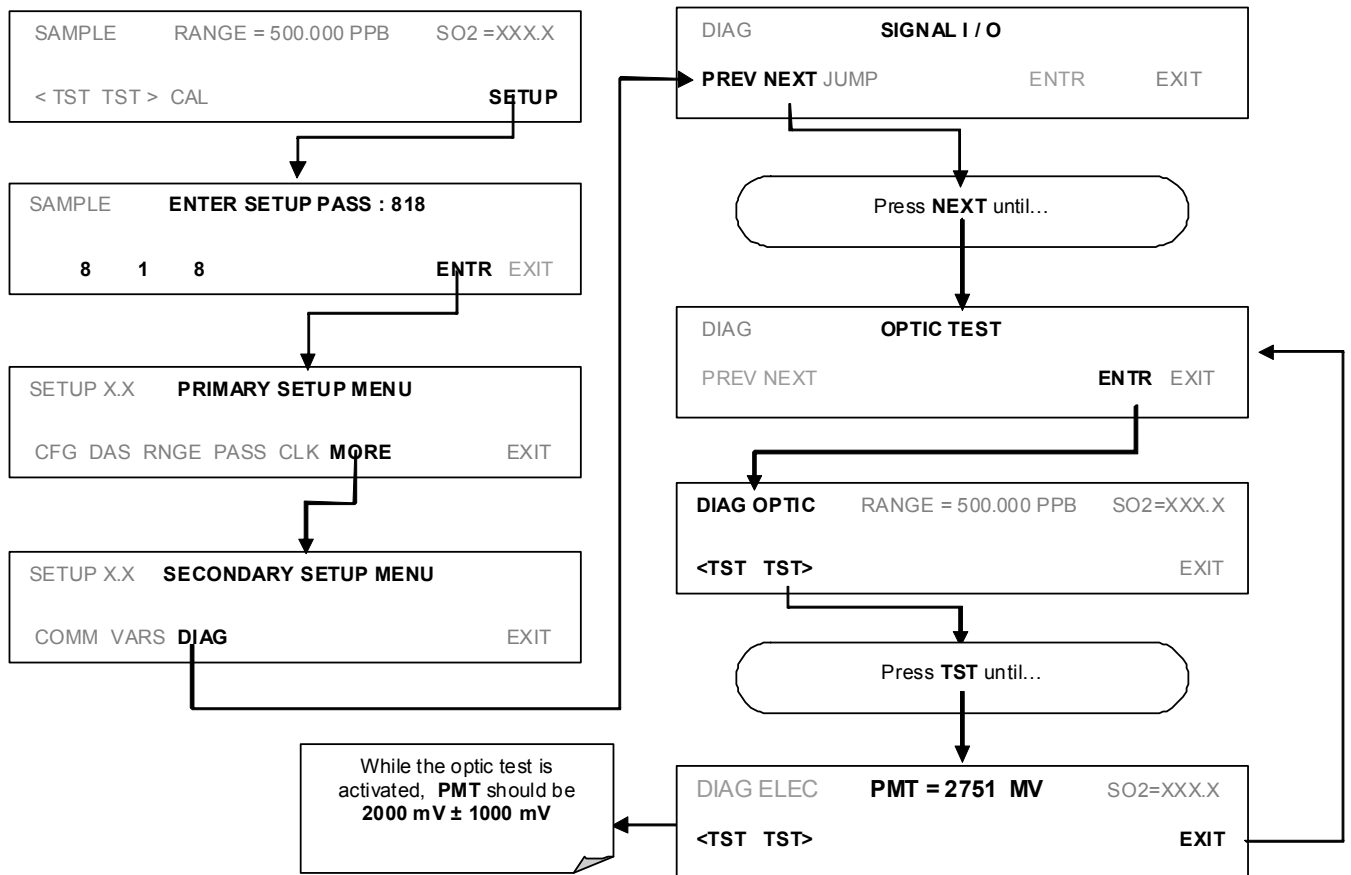 SAMPLE RANGE = 500.000 PPB SO2 =XXX.X
< TST TST > CAL SETUP
SAMPLE ENTER SETUP PASS : 818
8 1 8 ENTR EXIT
SETUP X.X PRIMARY SETUP MENU
CFG DAS RNGE PASS CLK MORE EXIT
SETUP X.X SECONDARY SETUP MENU
COMM VARS DIAG EXIT
DIAG SIGNAL I / O
PREV NEXT JUMP ENTR EXIT
Press NEXT until...
DIAG OPTIC TEST
PREV NEXT ENTR EXIT
DIAG OPTIC RANGE = 500.000 PPB SO2=XXX.X
<TST TST> EXIT
Press TST until...
DIAG ELEC PMT = 2751 MV SO2=XXX.X
<TST TST> EXIT
While the optic test is
activated, PMT should be
2000 mV ± 1000 mV